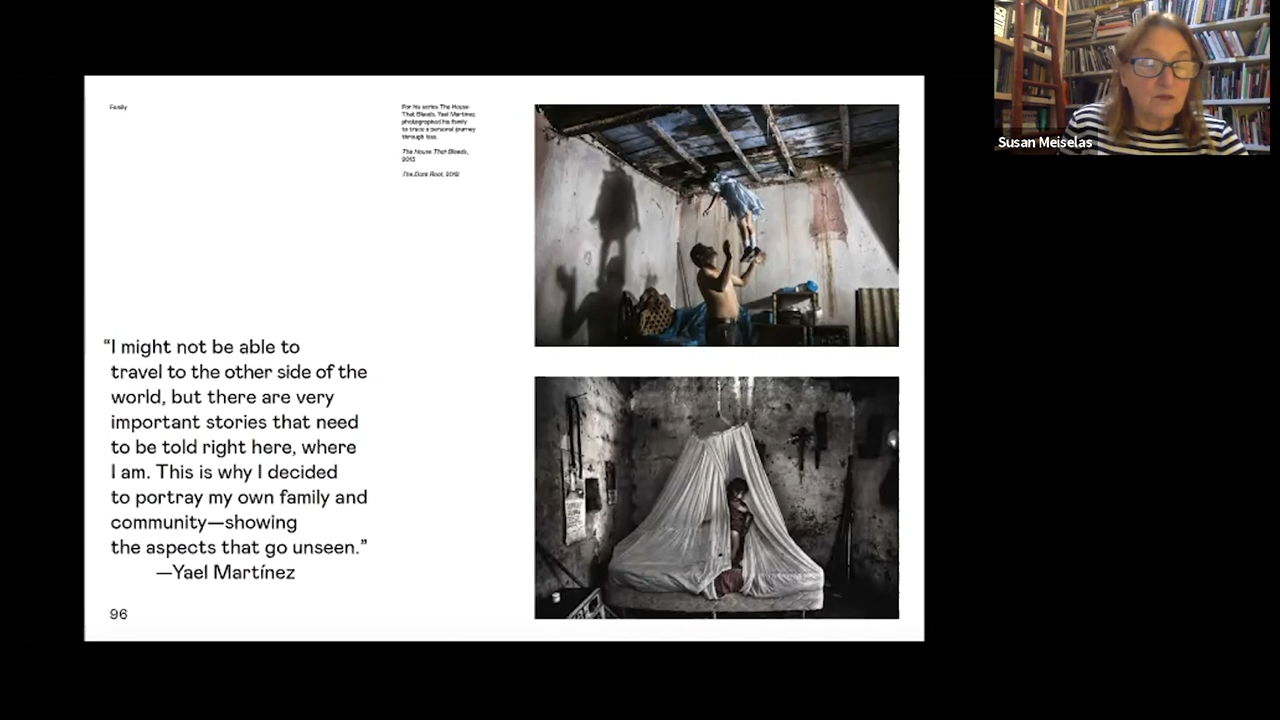 Family
For his series The House
That Bleeds, Yael Martínez
photographed his family
to trace a personal journey
through loss.
The House That Bleeds,
2015
The Dark Root, 2018
“I might not be able to
travel to the other side of the
world, but there are very
important stories that need
to be told right here, where
I am. This is why I decided
to portray my own family and
community—showing
the aspects that go unseen.”
—Yael Martínez
96
Susan Meiselas